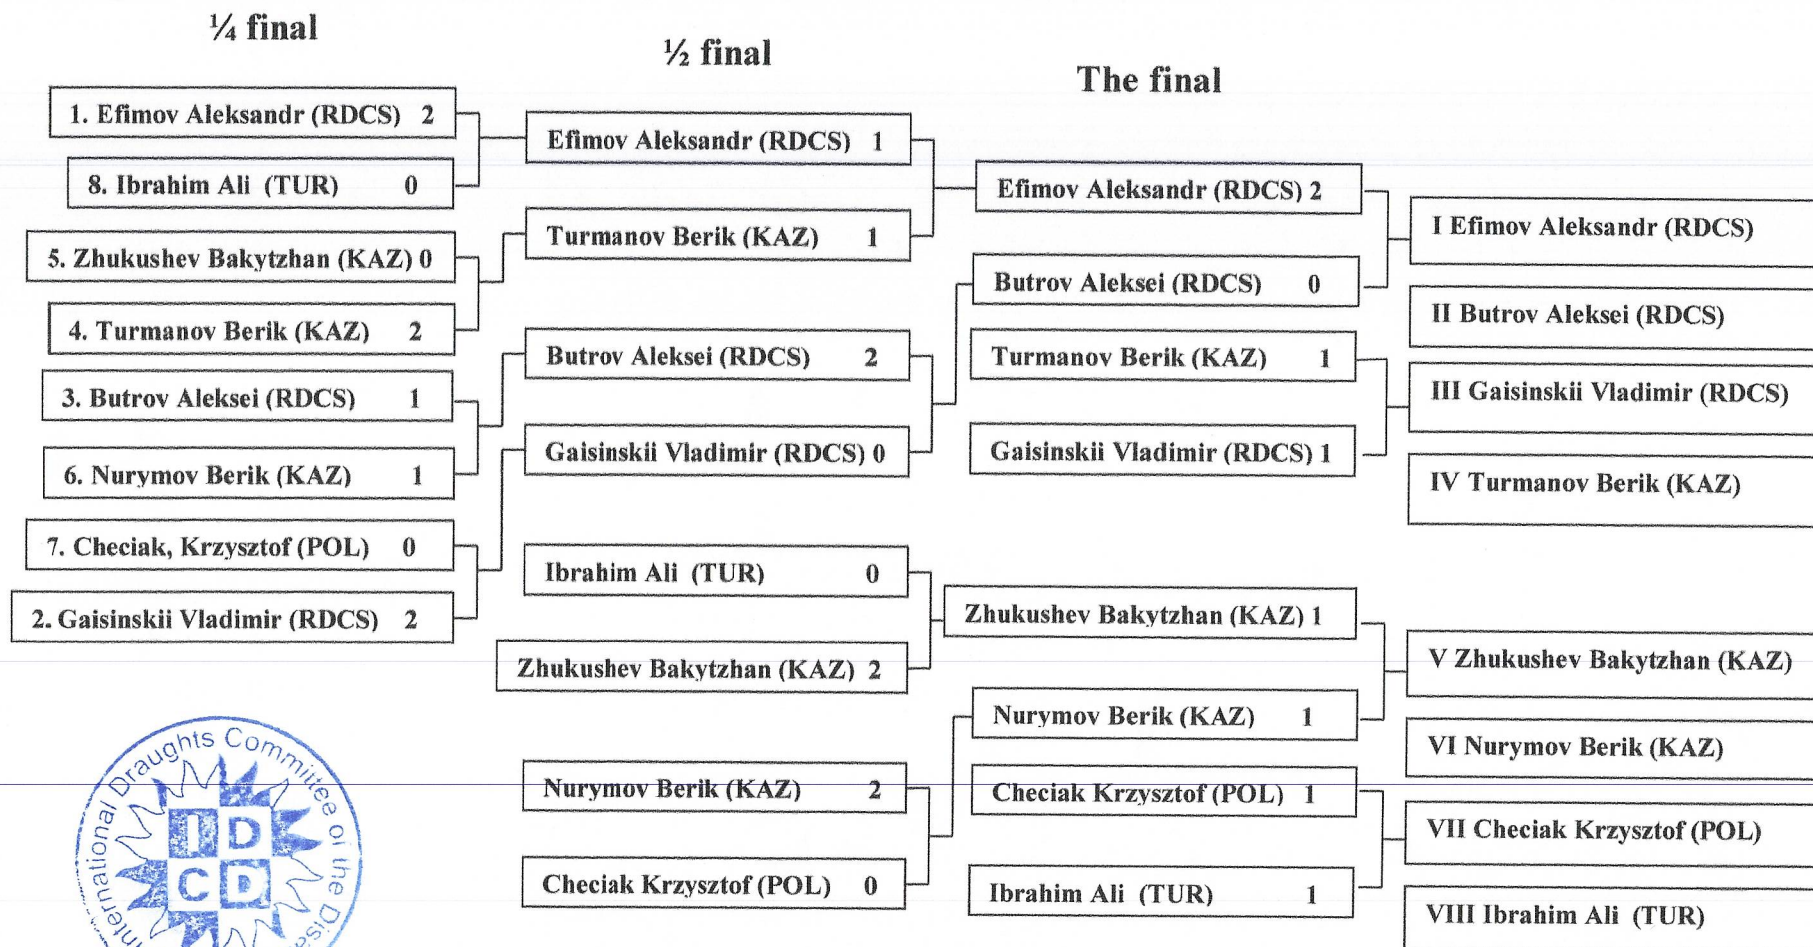 ¼ final
½ final
The final
1. Efimov Aleksandr (RDCS) 2
8. Ibrahim Ali (TUR) 0
5. Zhukushev Bakytzhan (KAZ) 0
4. Turmanov Berik (KAZ) 2
3. Butrov Aleksei (RDCS) 1
6. Nurymov Berik (KAZ) 1
7. Checiak, Krzysztof (POL) 0
2. Gaisinskii Vladimir (RDCS) 2
Efimov Aleksandr (RDCS) 1
Turmanov Berik (KAZ) 1
Butrov Aleksei (RDCS) 2
Gaisinskii Vladimir (RDCS) 0
Ibrahim Ali (TUR) 0
Zhukushev Bakytzhan (KAZ) 2
Nurymov Berik (KAZ) 2
Checiak Krzysztof (POL) 0
Efimov Aleksandr (RDCS) 2
Butrov Aleksei (RDCS) 0
Turmanov Berik (KAZ) 1
Gaisinskii Vladimir (RDCS) 1
Zhukushev Bakytzhan (KAZ) 1
Nurymov Berik (KAZ) 1
Checiak Krzysztof (POL) 1
Ibrahim Ali (TUR) 1
I Efimov Aleksandr (RDCS)
II Butrov Aleksei (RDCS)
III Gaisinskii Vladimir (RDCS)
IV Turmanov Berik (KAZ)
V Zhukushev Bakytzhan (KAZ)
VI Nurymov Berik (KAZ)
VII Checiak Krzysztof (POL)
VIII Ibrahim Ali (TUR)
International Draughts Committee of the Disa
I D
C D